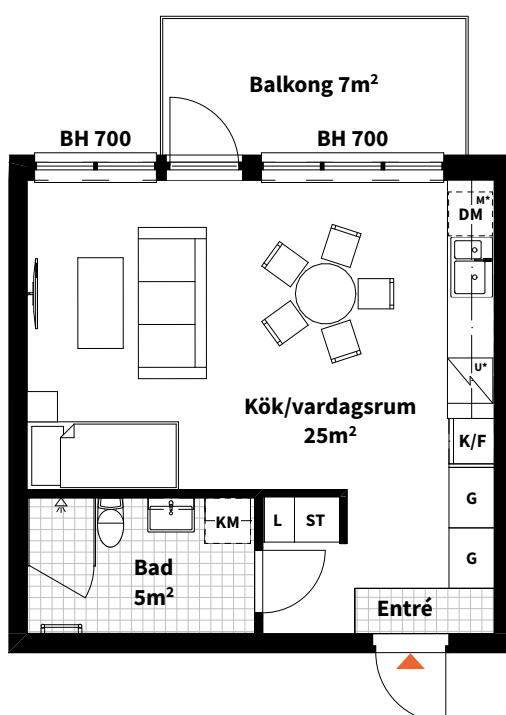 Balkong 7m²
BH 700
BH 700
M*
DM
U*
Kök/vardagsrum
25m²
K/F
G
L
ST
KM
G
Bad
5m²
Entré